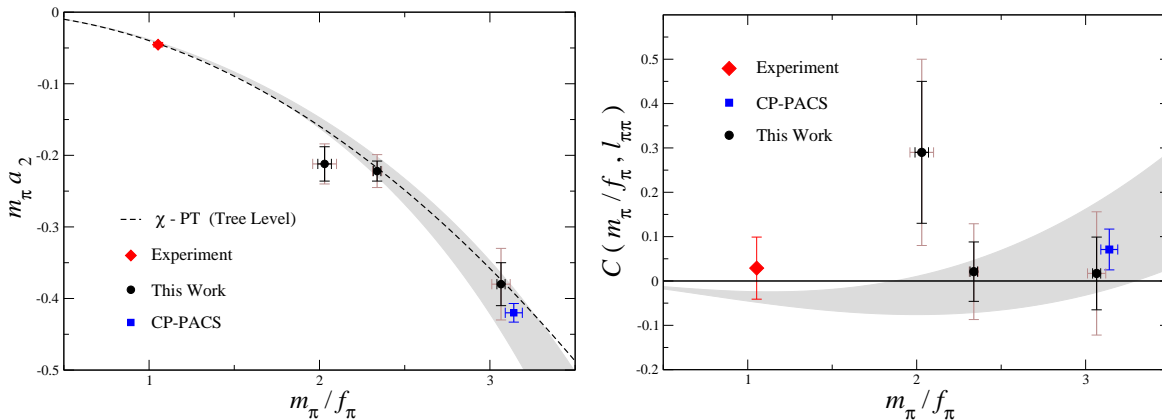 0
-0.1
-0.2
-0.3
-0.4
-0.5
m_π a_2
χ - PT (Tree Level)
Experiment
This Work
CP-PACS
1
2
3
m_π / f_π
0.5
0.4
0.3
0.2
0.1
0
-0.1
-0.2
C ( m_π / f_π , l_ππ )
Experiment
CP-PACS
This Work
1
2
3
m_π / f_π